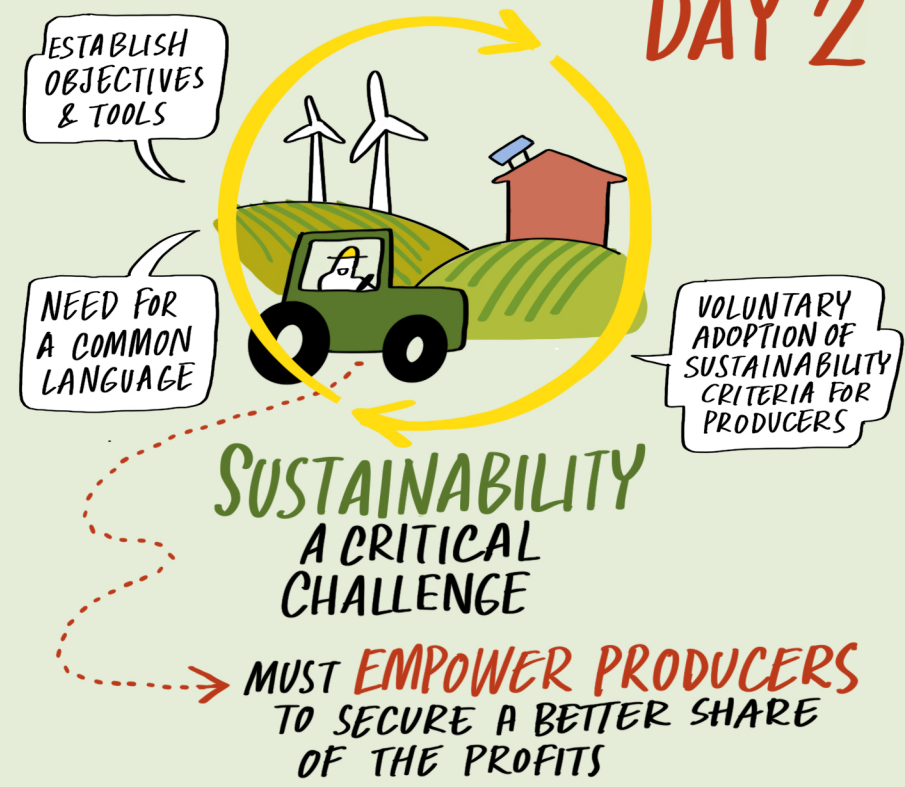 DAY 2
ESTABLISH
OBJECTIVES
& TOOLS
NEED FOR
A COMMON
LANGUAGE
VOLUNTARY
ADOPTION OF
SUSTAINABILITY
CRITERIA FOR
PRODUCERS
SUSTAINABILITY
A CRITICAL
CHALLENGE
MUST EMPOWER PRODUCERS
TO SECURE A BETTER SHARE
OF THE PROFITS